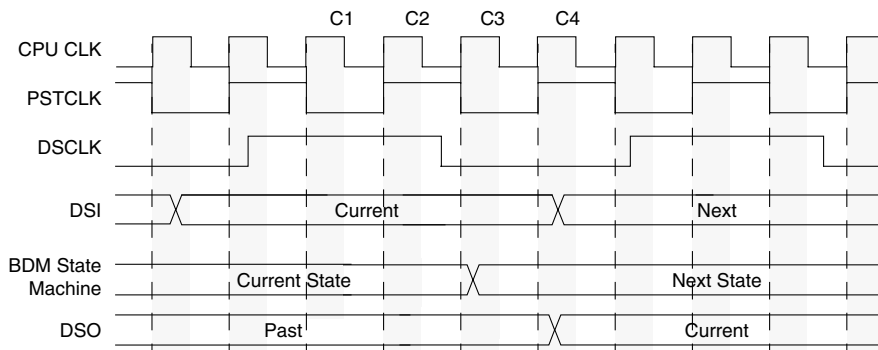 C1 C2 C3 C4
CPU CLK
PSTCLK
DSCLK
DSI Current Next
BDM State
Machine
Current State Next State
DSO Past Current